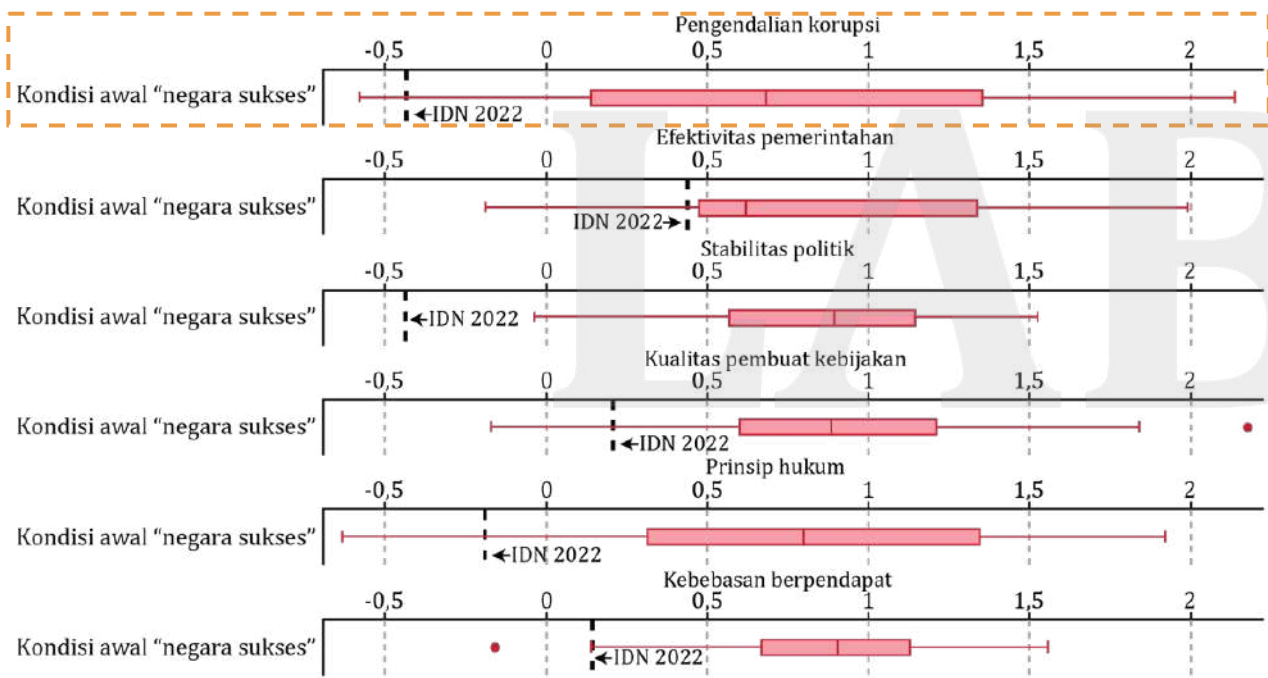 Pengendalian korupsi
-0,5 0 0,5 1 1,5 2
Kondisi awal “negara sukses”
←IDN 2022
Efektivitas pemerintahan
-0,5 0 0,5 1 1,5 2
Kondisi awal “negara sukses”
IDN 2022→
Stabilitas politik
-0,5 0 0,5 1 1,5 2
Kondisi awal “negara sukses”
←IDN 2022
Kualitas pembuat kebijakan
-0,5 0 0,5 1 1,5 2
Kondisi awal “negara sukses”
←IDN 2022
Prinsip hukum
-0,5 0 0,5 1 1,5 2
Kondisi awal “negara sukses”
←IDN 2022
Kebebasan berpendapat
-0,5 0 0,5 1 1,5 2
Kondisi awal “negara sukses”
←IDN 2022